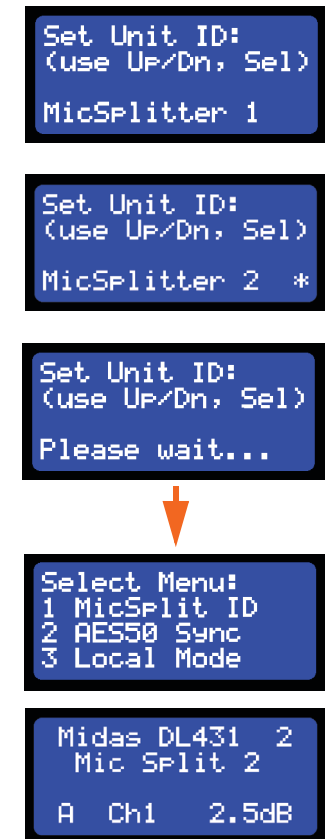 Set Unit ID:
(use Up/Dn, Sel)
MicSplitter 1
Set Unit ID:
(use Up/Dn, Sel)
MicSplitter 2 *
Set Unit ID:
(use Up/Dn, Sel)
Please wait...
Select Menu:
1 MicSplit ID
2 AES50 Sync
3 Local Mode
Midas DL431 2
Mic Split 2
A Ch1 2.5dB